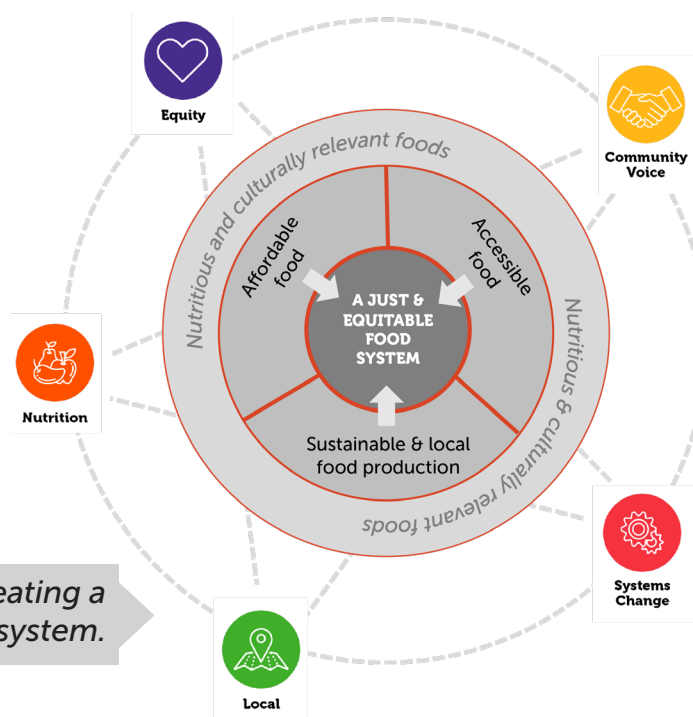 Equity
Community
Voice
Nutritious and culturally relevant foods
Affordable
food
Accessible
food
A JUST &
EQUITABLE
FOOD
SYSTEM
Nutritious & culturally relevant foods
Nutrition
Sustainable & local
food production
Systems
Change
eating a
system.
Local